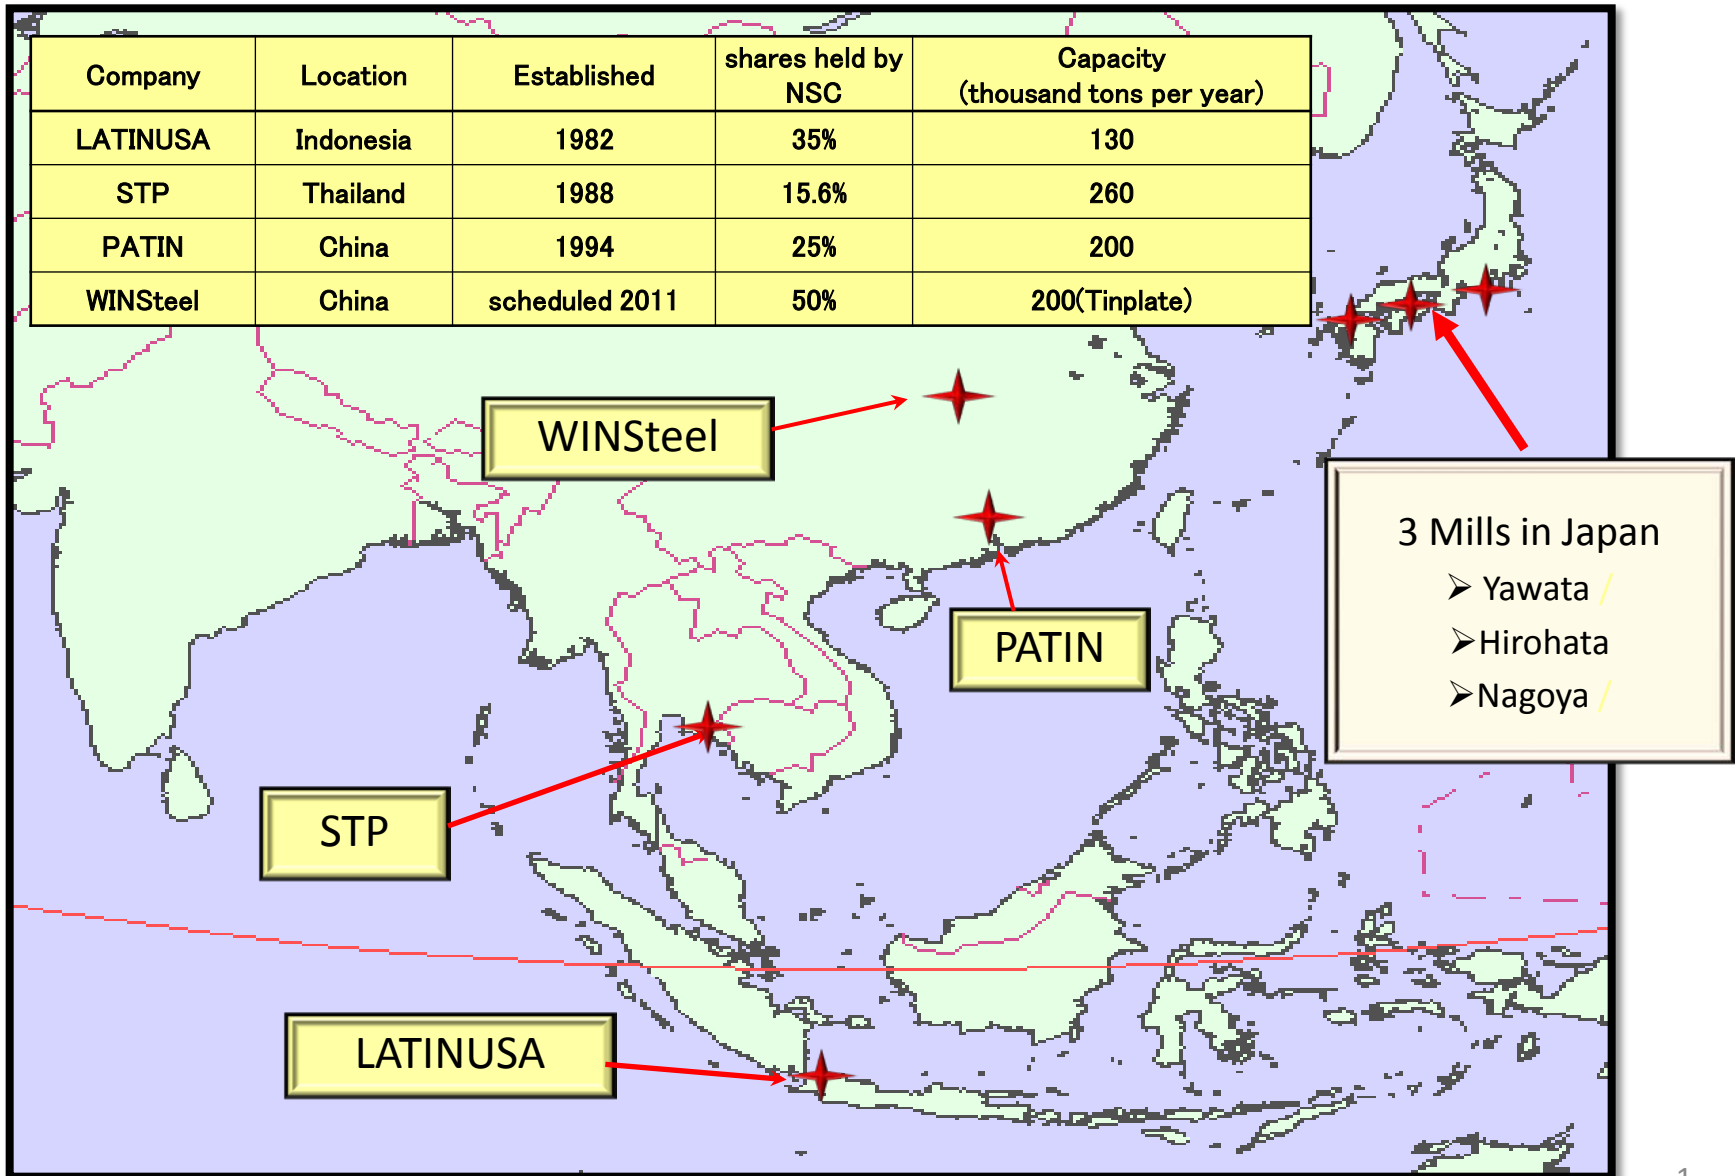 Company Location Established shares held by NSC Capacity (thousand tons per year)
LATINUSA Indonesia 1982 35% 130
STP Thailand 1988 15.6% 260
PATIN China 1994 25% 200
WINSteel China scheduled 2011 50% 200(Tinplate)
WINSteel
PATIN
STP
LATINUSA
3 Mills in Japan
➢ Yawata /
➢Hirohata
➢Nagoya /
1